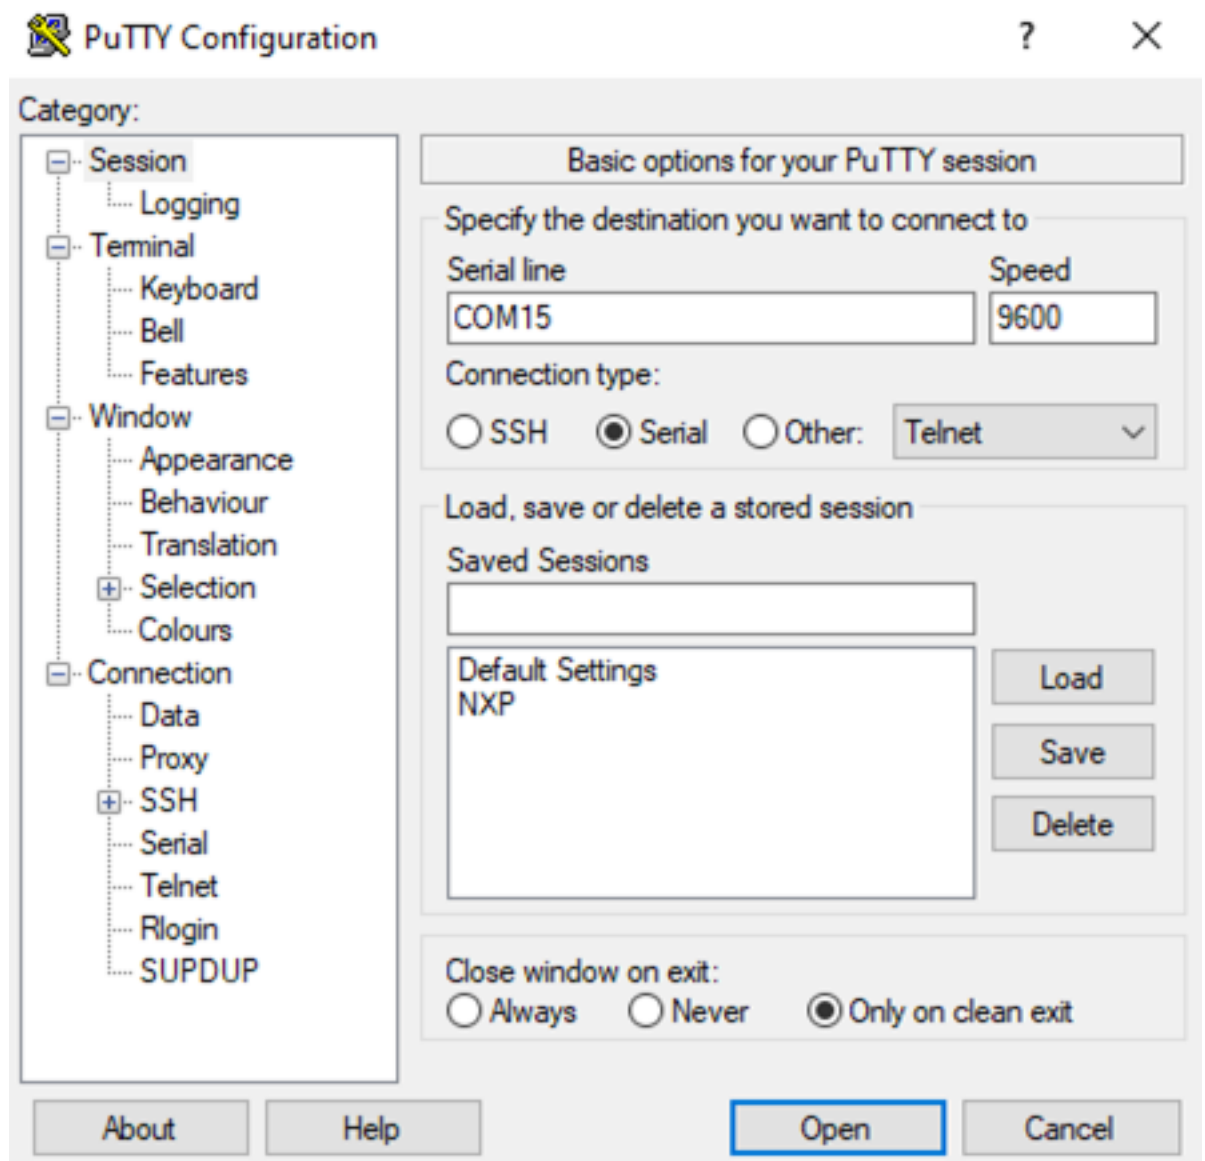 PuTTY Configuration ? ×
Category:
Session
Logging
Terminal
Keyboard
Bell
Features
Window
Appearance
Behaviour
Translation
Selection
Colours
Connection
Data
Proxy
SSH
Serial
Telnet
Rlogin
SUPDUP
Basic options for your PuTTY session
Specify the destination you want to connect to
Serial line Speed
COM15 9600
Connection type:
SSH Serial Other: Telnet
Load, save or delete a stored session
Saved Sessions
Default Settings
NXP
Load
Save
Delete
Close window on exit:
Always Never Only on clean exit
About Help Open Cancel